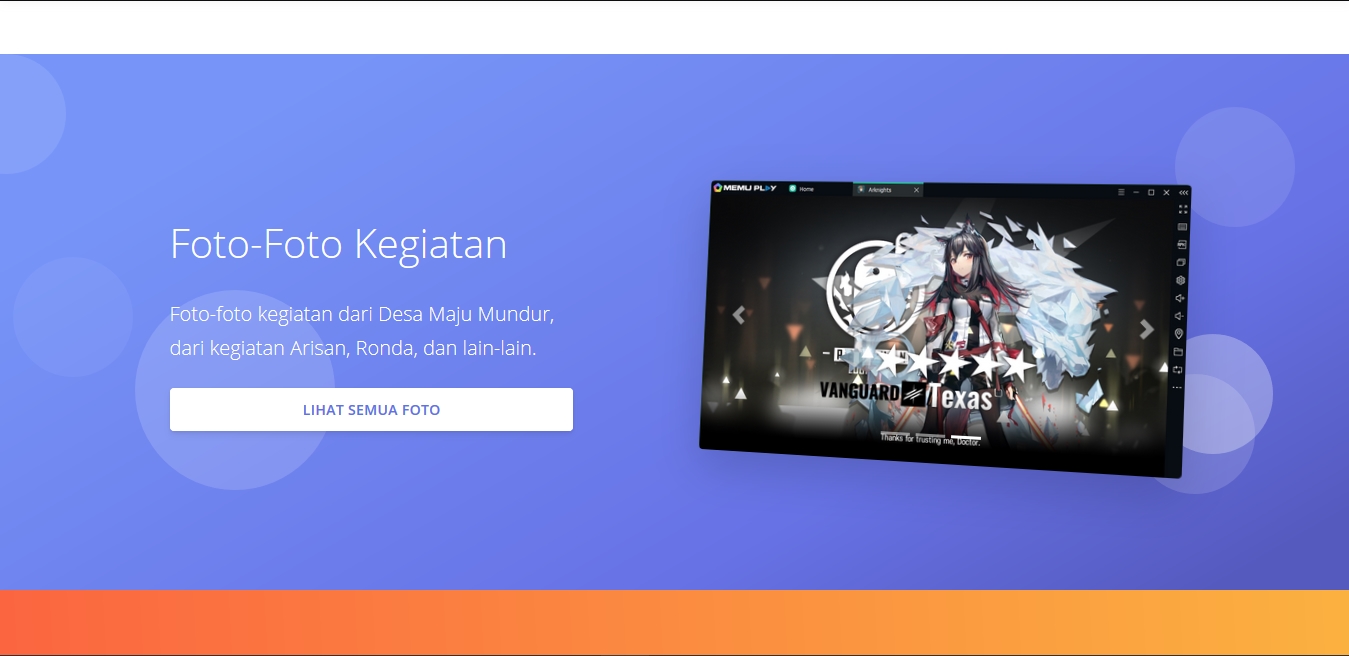 Foto-Foto Kegiatan
Foto-foto kegiatan dari Desa Maju Mundur,
dari kegiatan Arisan, Ronda, dan lain-lain.
LIHAT SEMUA FOTO
MEMU PLAY
Home
Arknights
VANGUARD
Texas
Thanks for trusting me, Doctor.